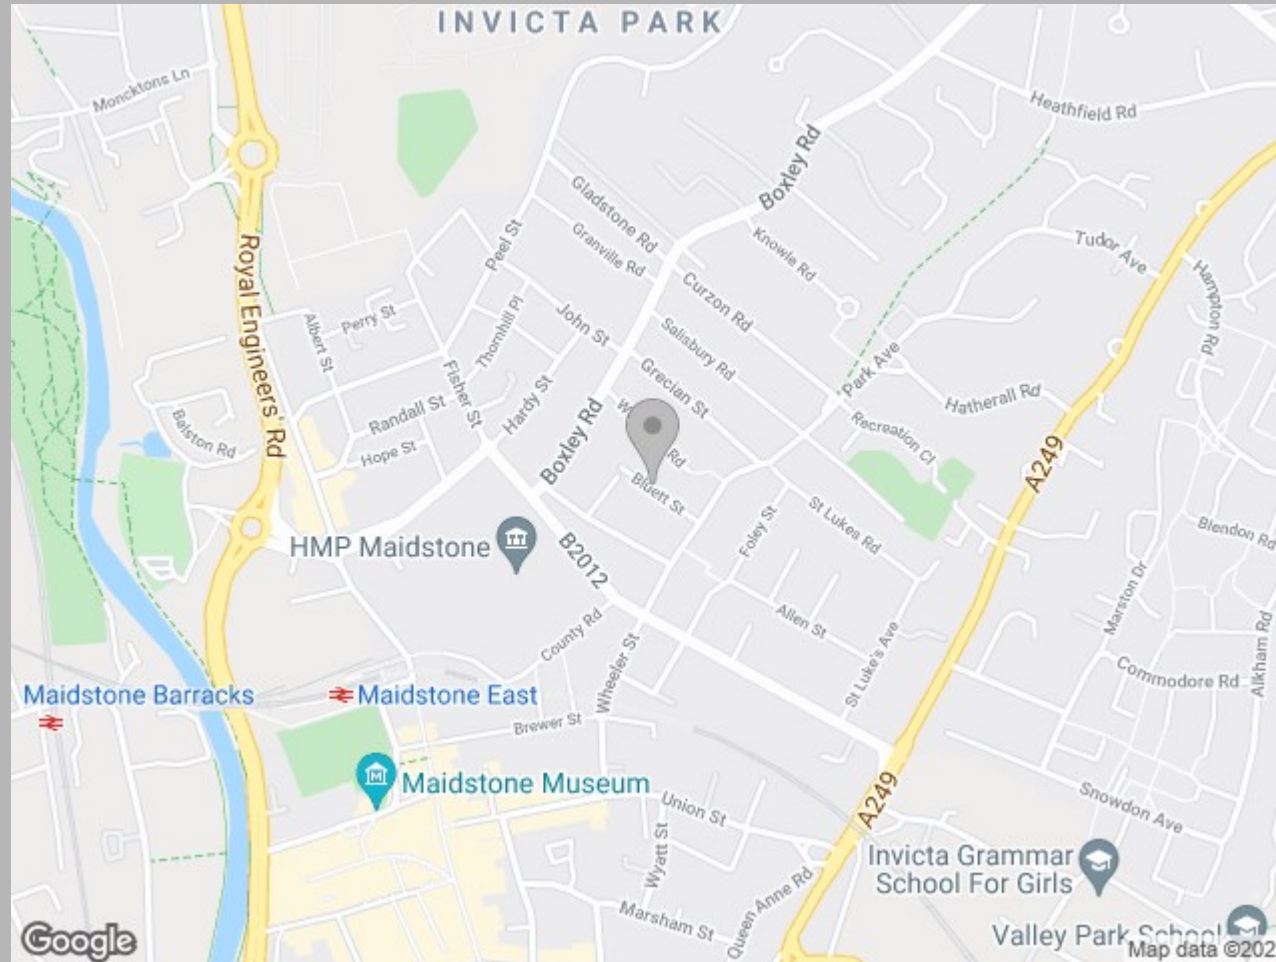 INVICTA PARK
Moncktons Ln
Heathfield Rd
Boxley Rd
Gladstone Rd
Granville Rd
Peel St
Knowle Rd
Tudor Ave
Royal Engineers' Rd
Hampton Rd
Curzon Rd
Albert St
Perry St
Thornhill Pl
John St
Salisbury Rd
Park Ave
Fisher St
Grecian St
Hatherall Rd
Randall St
Hardy St
Balston Rd
Hope St
Boxley Rd
Rd
Recreation Cl
A249
Bluett St
St Lukes Rd
Foley St
Blendon Rd
HMP Maidstone
B2012
Marston Dr
Allen St
County Rd
Wheeler St
St Luke's Ave
Alkham Rd
Commodore Rd
Maidstone Barracks
Maidstone East
Brewer St
Maidstone Museum
M
Union St
A249
Snowdon Ave
Wyatt St
Invicta Grammar
School For Girls
Queen Anne Rd
Marsham St
Valley Park School
Google
Map data ©202